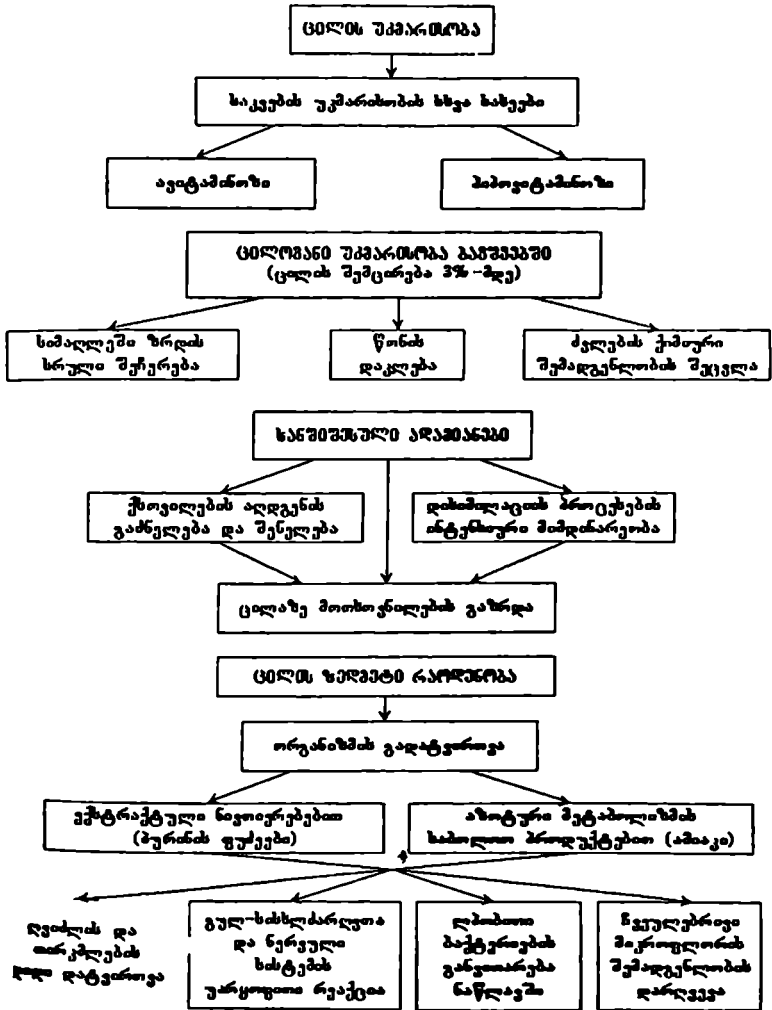 ცილის უკმარისობა
საკვების უკმარისობის სხვა სახეები
ავიტამინოზი
ჰიპოვიტამინოზი
ცილოვანი უკმარისობა ბავშვებში
(ცილის შემცირება 3%-მდე)
სიმაღლეში ზრდის
სრული შეჩერება
წონის
დაკლება
ძვლების ქიმიური
შემადგენლობის შეცვლა
ხანშიშესული ადამიანები
ქსოვილების აღდგენის
გაძნელება და შენელება
დისიმილაციის პროცესების
ინტენსიური მიმდინარეობა
ცილაზე მოთხოვნილების გაზრდა
ცილის ზედმეტი რაოდენობა
ორგანიზმის გადატვირთვა
ექსტრაქტული ნივთიერებებით
(პურინის ფუძეები)
აზოტური მეტაბოლიზმის
საბოლოო პროდუქტებით (ამიაკი)
ღვიძლის და
თირკმლების
დიდი დატვირთვა
გულ-სისხლძარღვთა
და ნერვული
სისტემის
უარყოფითი რეაქცია
ლპობითი
ბაქტერიების
განვითარება
ნაწლავში
ჩვეულებრივი
მიკროფლორის
შემადგენლობის
დარღვევა